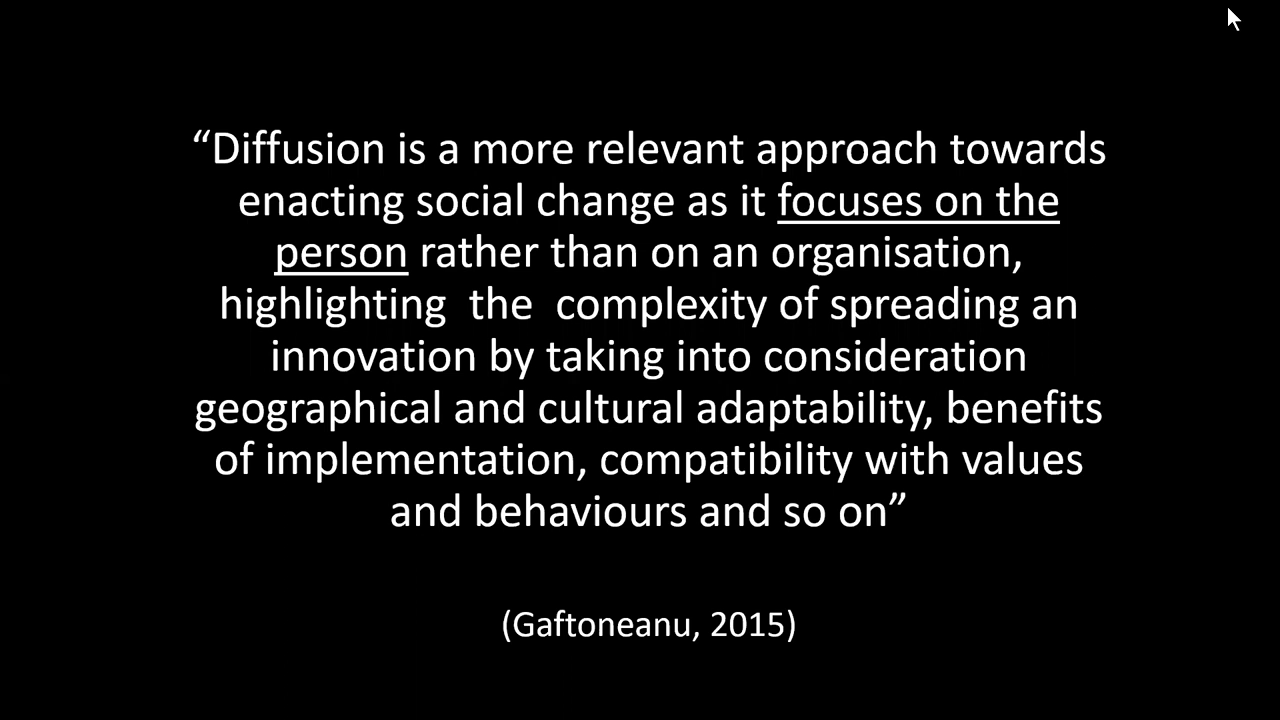 “Diffusion is a more relevant approach towards
enacting social change as it focuses on the
person rather than on an organisation,
highlighting  the  complexity of spreading an
innovation by taking into consideration
geographical and cultural adaptability, benefits
of implementation, compatibility with values
and behaviours and so on”
(Gaftoneanu, 2015)